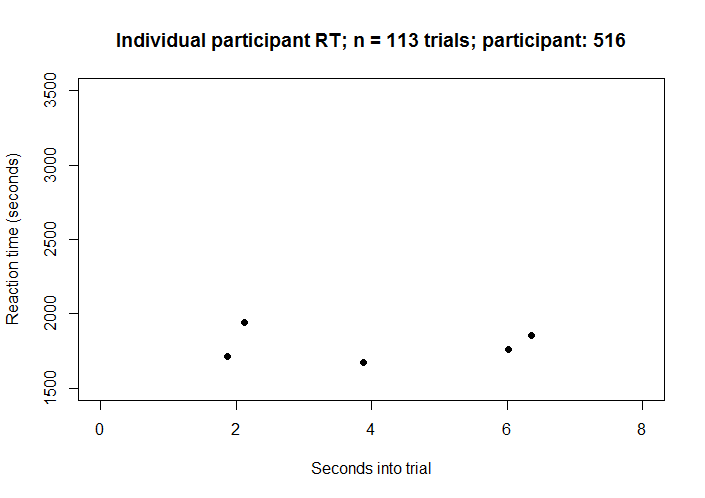 Individual participant RT; n = 113 trials; participant: 516
Reaction time (seconds)
3500
3000
2500
2000
1500
0 2 4 6 8
Seconds into trial